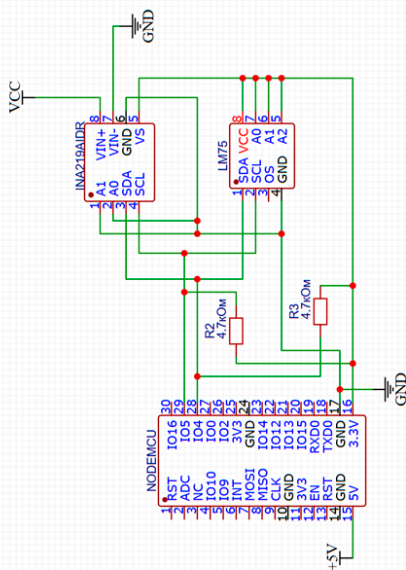 VCC
GND
INA219AIDR
8 VIN+
7 VIN-
6 GND
5 VS
1 A1
2 A0
3 SDA
4 SCL
LM75
8 VCC
7 A0
6 A1
5 A2
1 SDA
2 SCL
3 OS
4 GND
R2
4.7кОм
R3
4.7кОм
NODEMCU
30 IO16
29 IO5
28 IO4
27 IO0
26 IO2
25 3V3
24 GND
23 IO14
22 IO12
21 IO13
20 IO15
19 RXD0
18 TXD0
17 GND
16 3.3V
1 RST
2 ADC
3 NC
4 IO10
5 IO9
6 INT
7 MOSI
8 MISO
9 CLK
10 GND
11 3V3
12 EN
13 RST
14 GND
15 5V
GND
+5V